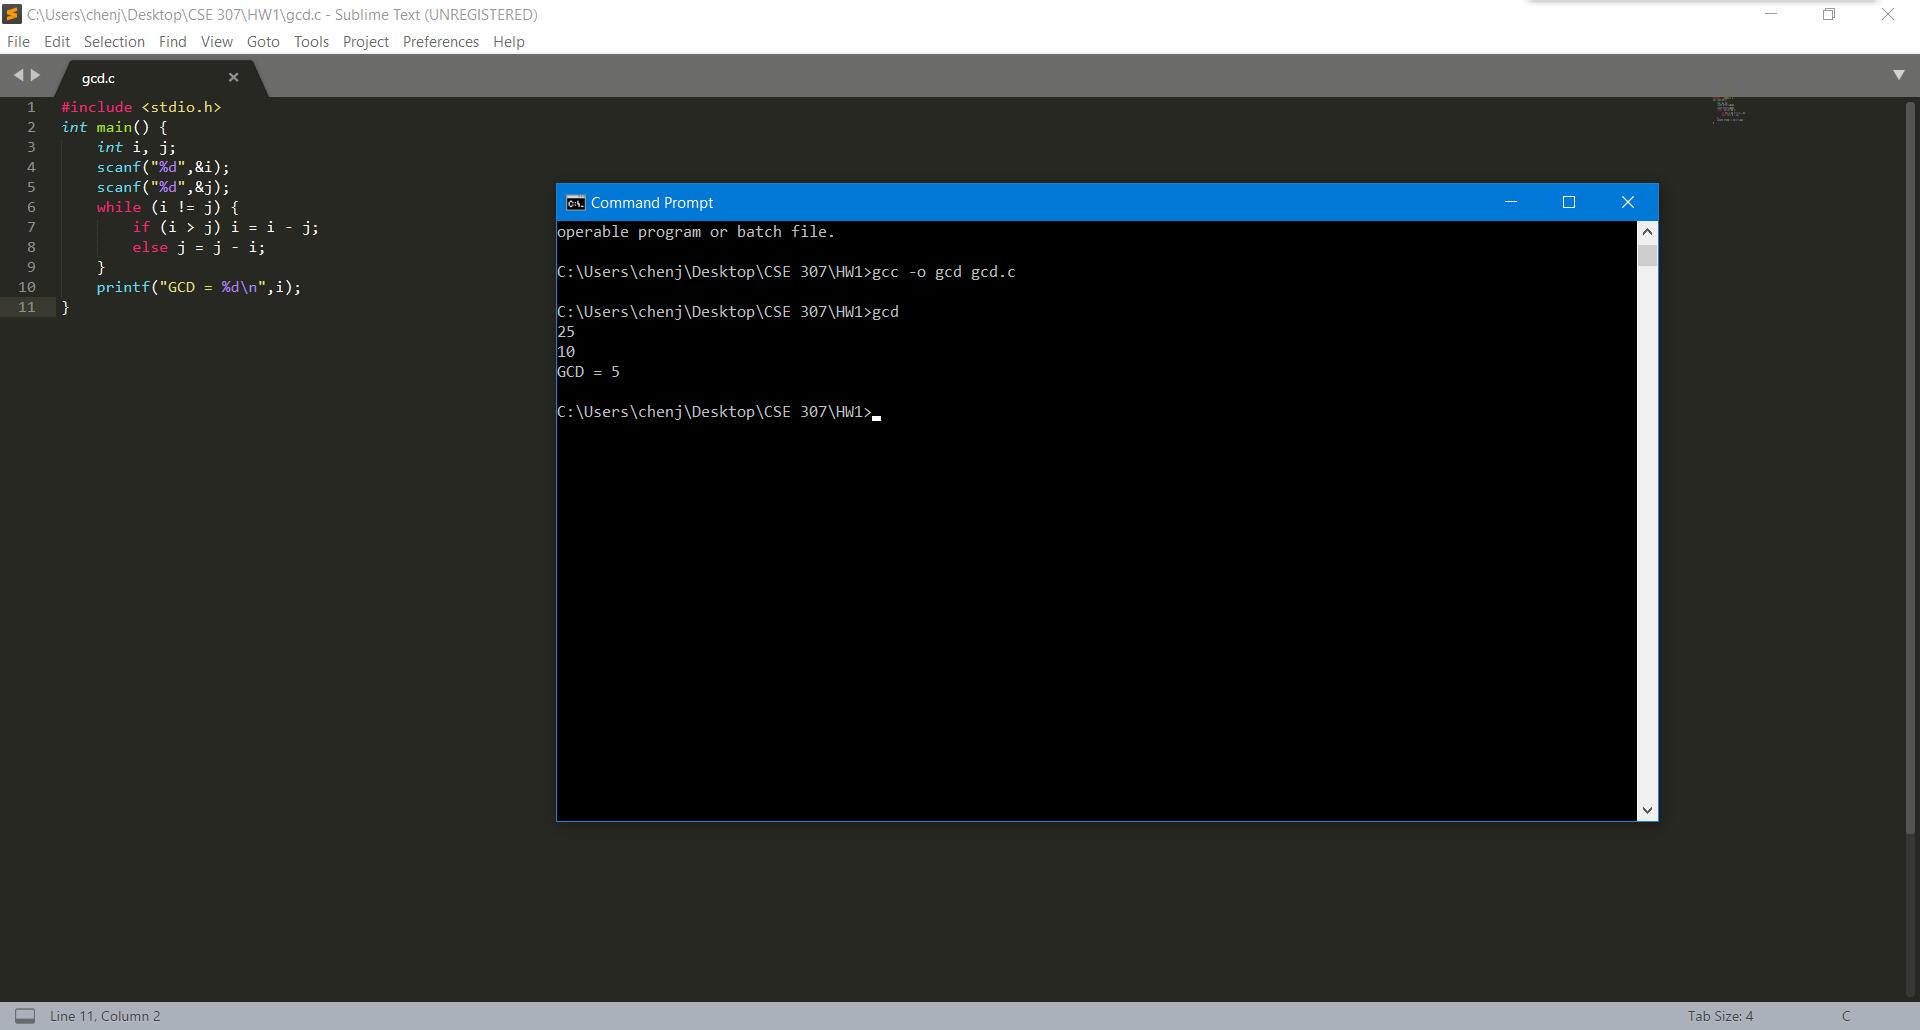 C:\Users\chenj\Desktop\CSE 307\HW1\gcd.c - Sublime Text (UNREGISTERED)
File Edit Selection Find View Goto Tools Project Preferences Help
gcd.c
1 #include <stdio.h>
2 int main() {
3     int i, j;
4     scanf("%d",&i);
5     scanf("%d",&j);
6     while (i != j) {
7         if (i > j) i = i - j;
8         else j = j - i;
9     }
10     printf("GCD = %d\n",i);
11 }
Command Prompt
operable program or batch file.
C:\Users\chenj\Desktop\CSE 307\HW1>gcc -o gcd gcd.c
C:\Users\chenj\Desktop\CSE 307\HW1>gcd
25
10
GCD = 5
C:\Users\chenj\Desktop\CSE 307\HW1>
Line 11, Column 2
Tab Size: 4
C